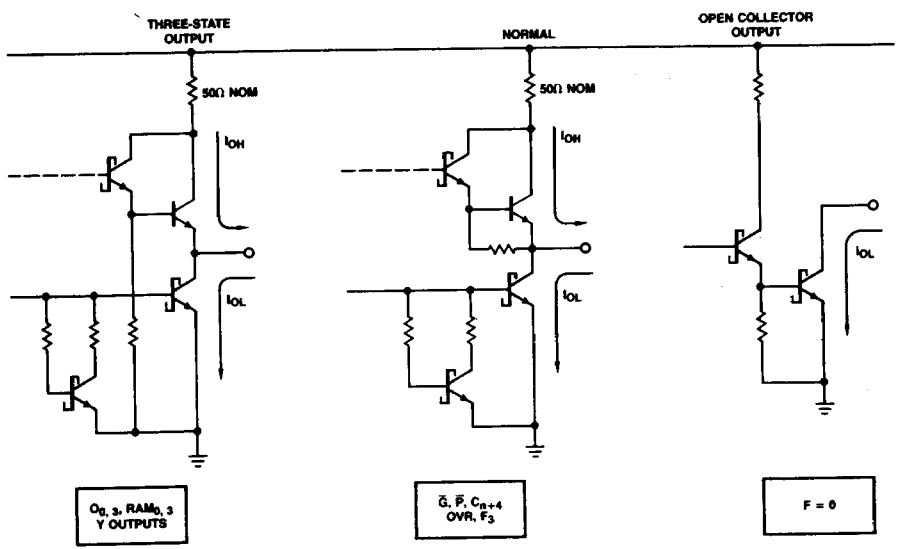 THREE-STATE
OUTPUT
50Ω NOM
IOH
IOL
O0, 3, RAM0, 3
Y OUTPUTS
NORMAL
50Ω NOM
IOH
IOL
G̅, P̅, Cn+4
OVR, F3
OPEN COLLECTOR
OUTPUT
IOL
F = 0